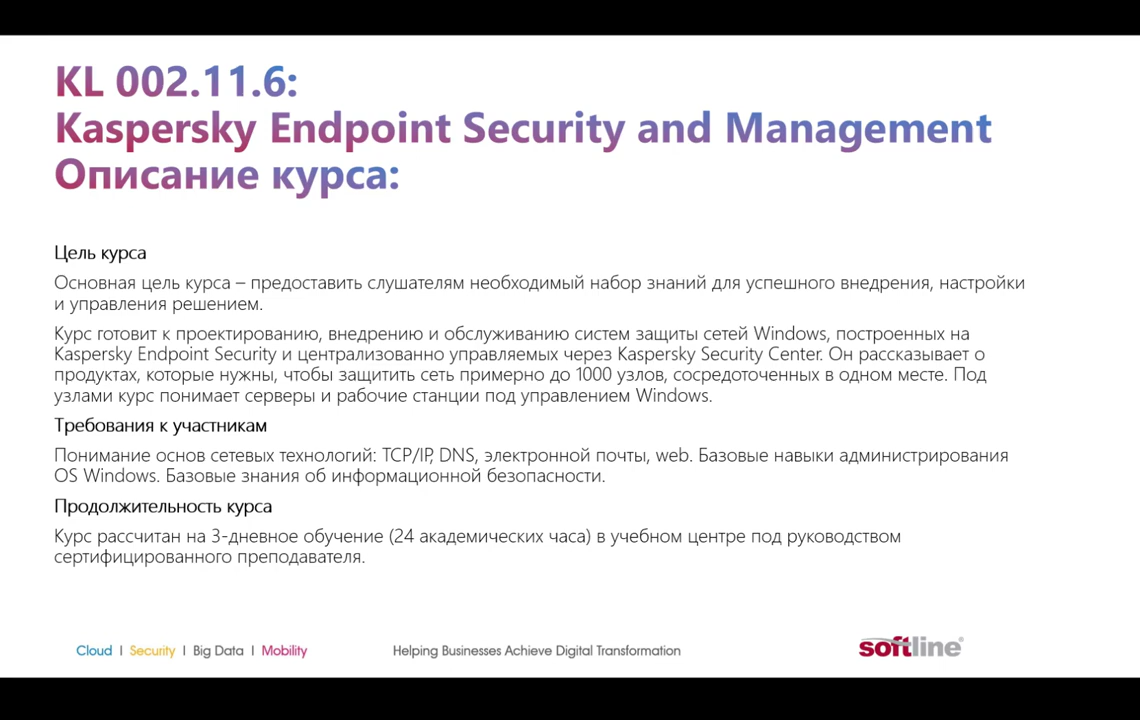 KL 002.11.6:
Kaspersky Endpoint Security and Management
Описание курса:
Цель курса
Основная цель курса – предоставить слушателям необходимый набор знаний для успешного внедрения, настройки
и управления решением.
Курс готовит к проектированию, внедрению и обслуживанию систем защиты сетей Windows, построенных на
Kaspersky Endpoint Security и централизованно управляемых через Kaspersky Security Center. Он рассказывает о
продуктах, которые нужны, чтобы защитить сеть примерно до 1000 узлов, сосредоточенных в одном месте. Под
узлами курс понимает серверы и рабочие станции под управлением Windows.
Требования к участникам
Понимание основ сетевых технологий: TCP/IP, DNS, электронной почты, web. Базовые навыки администрирования
OS Windows. Базовые знания об информационной безопасности.
Продолжительность курса
Курс рассчитан на 3-дневное обучение (24 академических часа) в учебном центре под руководством
сертифицированного преподавателя.
Cloud | Security | Big Data | Mobility
Helping Businesses Achieve Digital Transformation
softline®